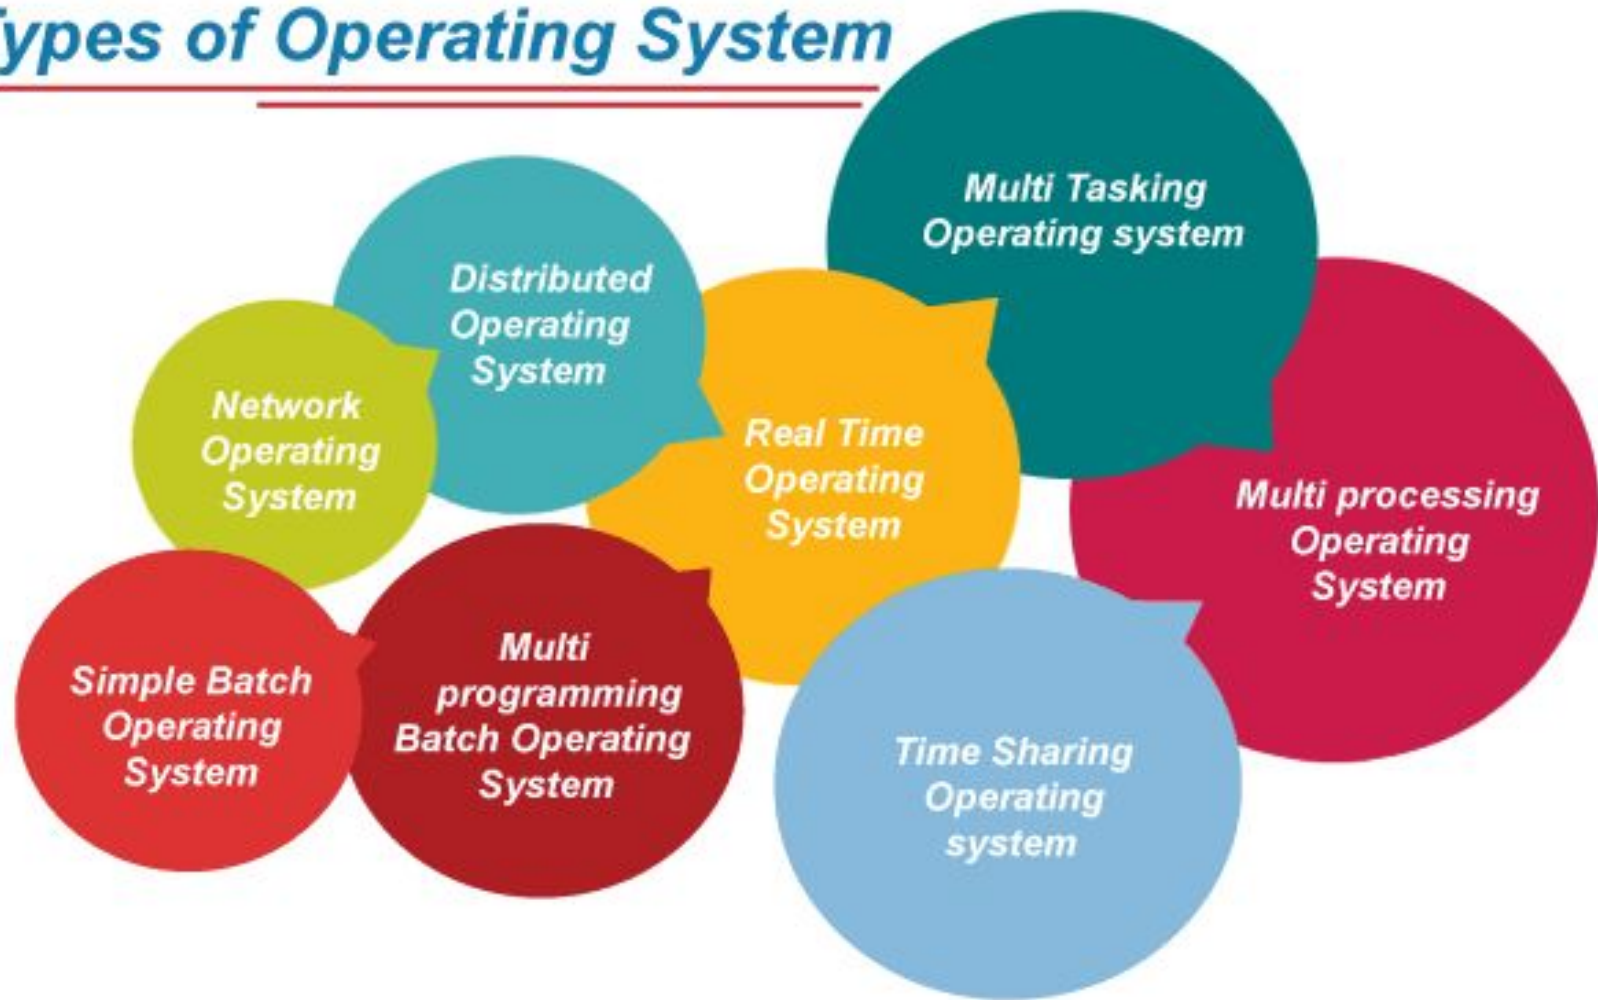 ypes of Operating System
Multi Tasking
Operating system
Distributed
Operating
System
Network
Operating
System
Real Time
Operating
System
Multi processing
Operating
System
Simple Batch
Operating
System
Multi
programming
Batch Operating
System
Time Sharing
Operating
system